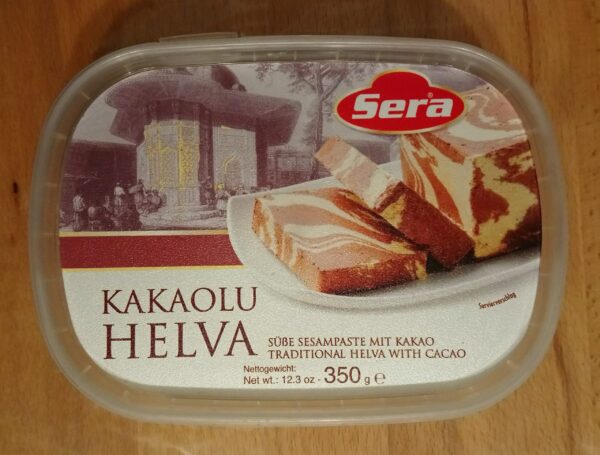 Sera®
Serviervorschlag
KAKAOLU
HELVA
SÜßE SESAMPASTE MIT KAKAO
TRADITIONAL HELVA WITH CACAO
Nettogewicht:
Net wt.: 12.3 oz - 350 g ℮